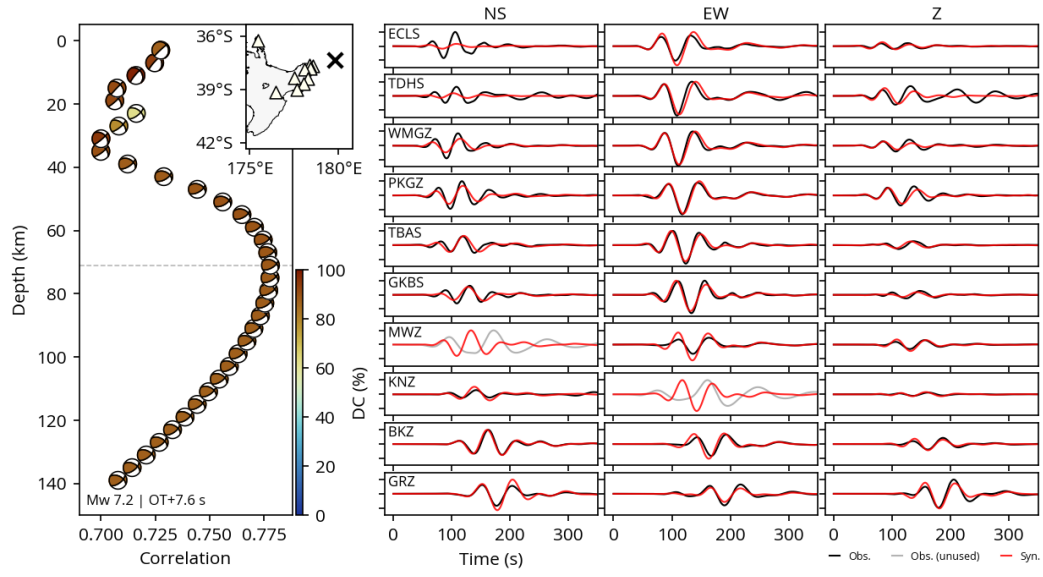 NS
EW
Z
0
20
40
60
80
100
120
140
Depth (km)
0.700
0.725
0.750
0.775
Correlation
Mw 7.2 | OT+7.6 s
36°S
39°S
42°S
175°E
180°E
100
80
60
40
20
0
DC (%)
ECLS
TDHS
WMGZ
PKGZ
TBAS
GKBS
MWZ
KNZ
BKZ
GRZ
0
100
200
300
0
100
200
300
0
100
200
300
Time (s)
Obs.
Obs. (unused)
Syn.